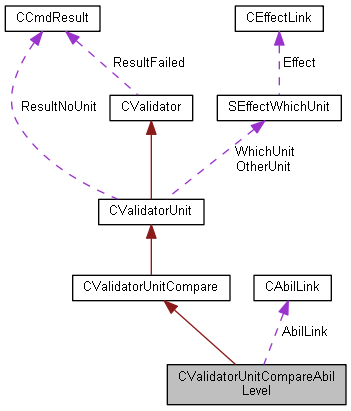 CCmdResult
CEffectLink
ResultFailed
Effect
ResultNoUnit
CValidator
SEffectWhichUnit
WhichUnit
OtherUnit
CValidatorUnit
CValidatorUnitCompare
CAbilLink
AbilLink
CValidatorUnitCompareAbil
Level